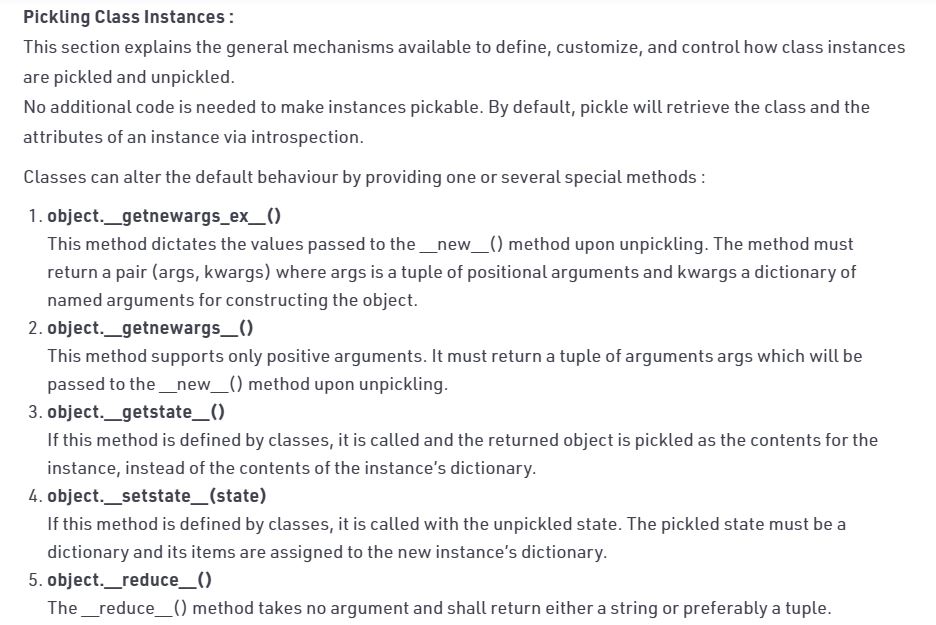 Pickling Class Instances :
This section explains the general mechanisms available to define, customize, and control how class instances
are pickled and unpickled.
No additional code is needed to make instances pickable. By default, pickle will retrieve the class and the
attributes of an instance via introspection.
Classes can alter the default behaviour by providing one or several special methods :
1. object.__getnewargs_ex__()
This method dictates the values passed to the __new__() method upon unpickling. The method must
return a pair (args, kwargs) where args is a tuple of positional arguments and kwargs a dictionary of
named arguments for constructing the object.
2. object.__getnewargs__()
This method supports only positive arguments. It must return a tuple of arguments args which will be
passed to the __new__() method upon unpickling.
3. object.__getstate__()
If this method is defined by classes, it is called and the returned object is pickled as the contents for the
instance, instead of the contents of the instance's dictionary.
4. object.__setstate__(state)
If this method is defined by classes, it is called with the unpickled state. The pickled state must be a
dictionary and its items are assigned to the new instance's dictionary.
5. object.__reduce__()
The __reduce__() method takes no argument and shall return either a string or preferably a tuple.